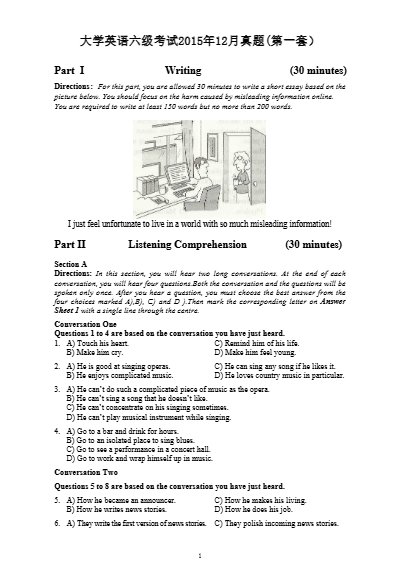 大学英语六级考试2015年12月真题(第一套）
Part I Writing (30 minutes)
Directions: For this part, you are allowed 30 minutes to write a short essay based on the
picture below. You should focus on the harm caused by misleading information online.
You are required to write at least 150 words but no more than 200 words.
I just feel unfortunate to live in a world with so much misleading information!
Part II Listening Comprehension (30 minutes)
Section A
Directions: In this section, you will hear two long conversations. At the end of each
conversation, you will hear four questions.Both the conversation and the questions will be
spoken only once. After you hear a question, you must choose the best answer from the
four choices marked A),B), C) and D ).Then mark the corresponding letter on Answer
Sheet 1 with a single line through the centre.
Conversation One
Questions 1 to 4 are based on the conversation you have just heard.
1. A) Touch his heart. C) Remind him of his life.
B) Make him cry. D) Make him feel young.
2. A) He is good at singing operas. C) He can sing any song if he likes it.
B) He enjoys complicated music. D) He loves country music in particular.
3. A) He can't do such a complicated piece of music as the opera.
B) He can't sing a song that he doesn't like.
C) He can't concentrate on his singing sometimes.
D) He can't play musical instrument while singing.
4. A) Go to a bar and drink for hours.
B) Go to an isolated place to sing blues.
C) Go to see a performance in a concert hall.
D) Go to work and wrap himself up in music.
Conversation Two
Questions 5 to 8 are based on the conversation you have just heard.
5. A) How he became an announcer. C) How he makes his living.
B) How he writes news stories. D) How he does his job.
6. A) They write the first version of news stories. C) They polish incoming news stories.
1